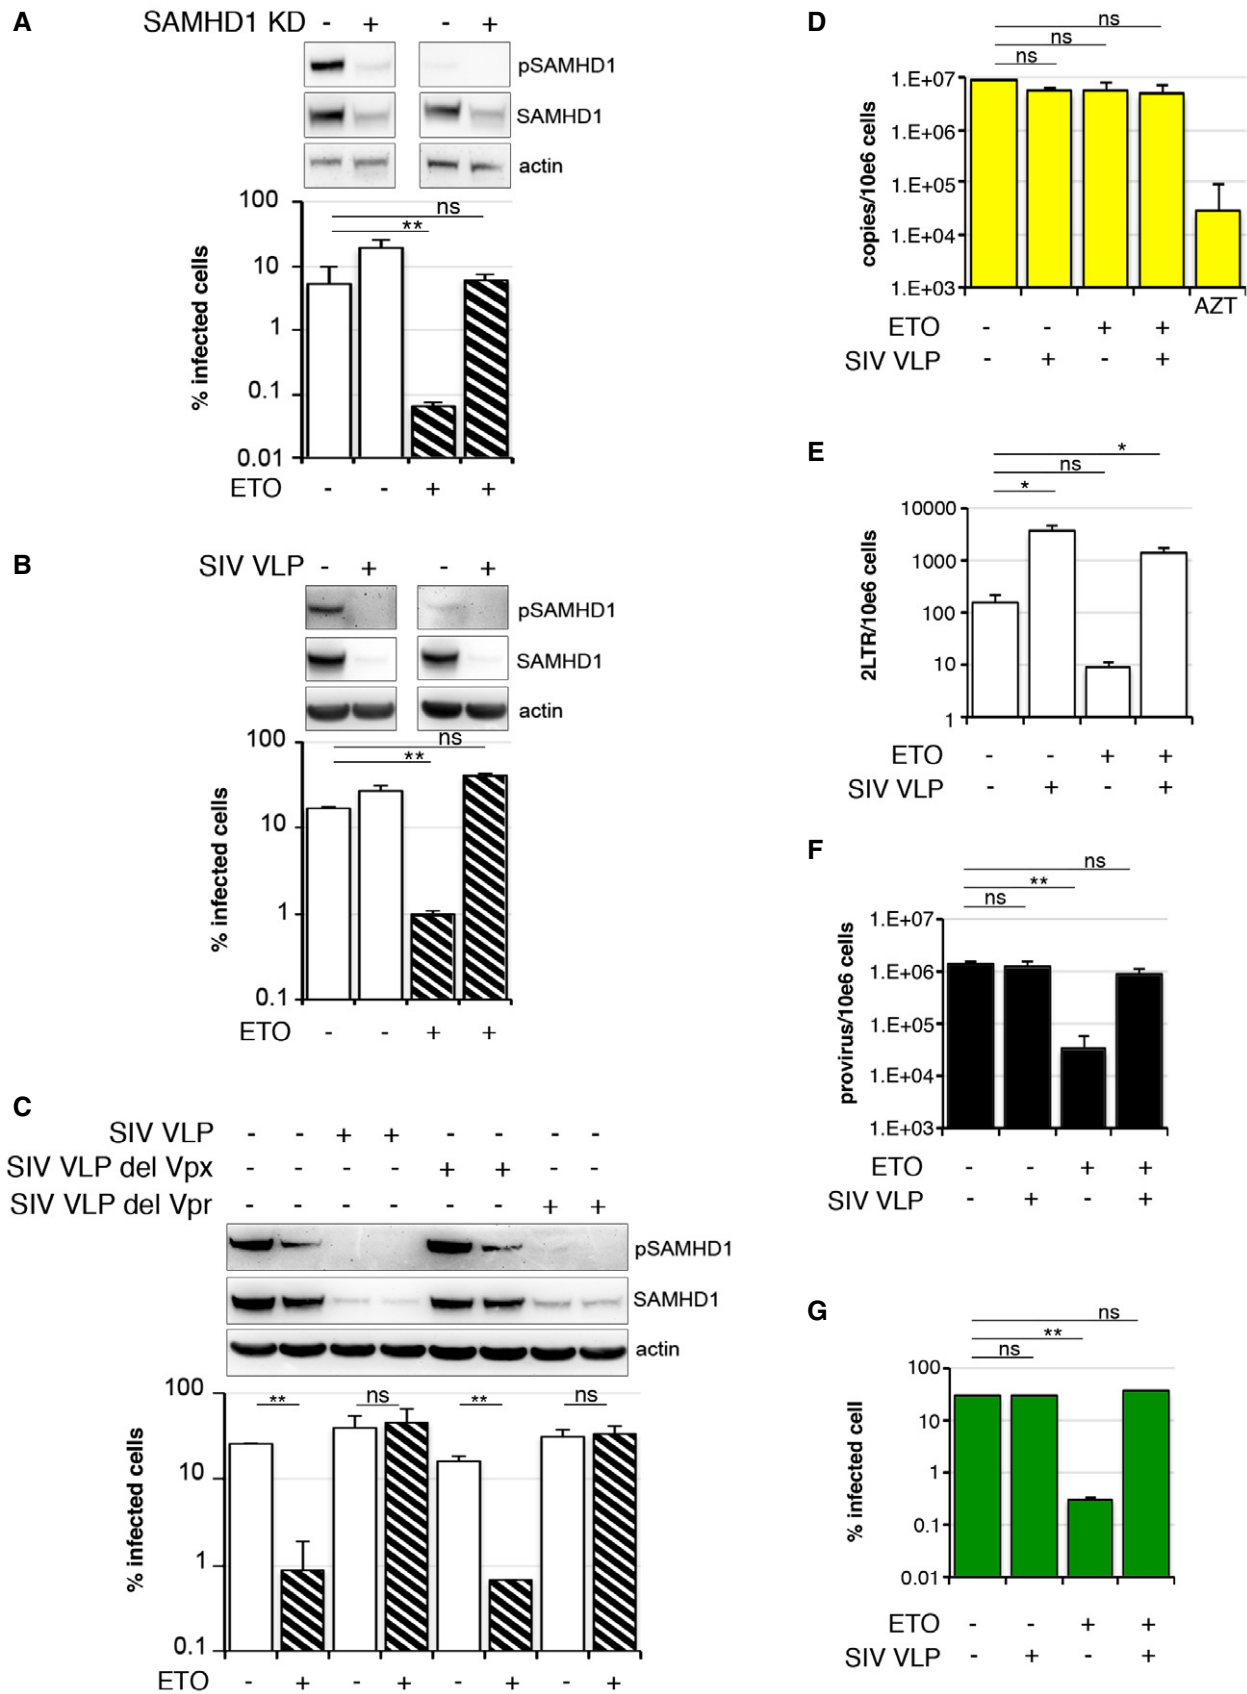 A
SAMHD1 KD - + - +
pSAMHD1
SAMHD1
actin
% infected cells
100
10
1
0.1
0.01
ns
**
ETO - - + +
B
SIV VLP - + - +
pSAMHD1
SAMHD1
actin
% infected cells
100
10
1
0.1
ns
**
ETO - - + +
C
SIV VLP - - + + - - - -
SIV VLP del Vpx - - - - + + - -
SIV VLP del Vpr - - - - - - + +
pSAMHD1
SAMHD1
actin
% infected cells
100
10
1
0.1
** ns ** ns
ETO - + - + - + - +
D
ns
ns
ns
copies/10e6 cells
1.E+07
1.E+06
1.E+05
1.E+04
1.E+03
AZT
ETO - - + +
SIV VLP - + - +
E
*
ns
*
2LTR/10e6 cells
10000
1000
100
10
1
ETO - - + +
SIV VLP - + - +
F
ns
**
ns
provirus/10e6 cells
1.E+07
1.E+06
1.E+05
1.E+04
1.E+03
ETO - - + +
SIV VLP - + - +
G
ns
**
ns
% infected cell
100
10
1
0.1
0.01
ETO - - + +
SIV VLP - + - +